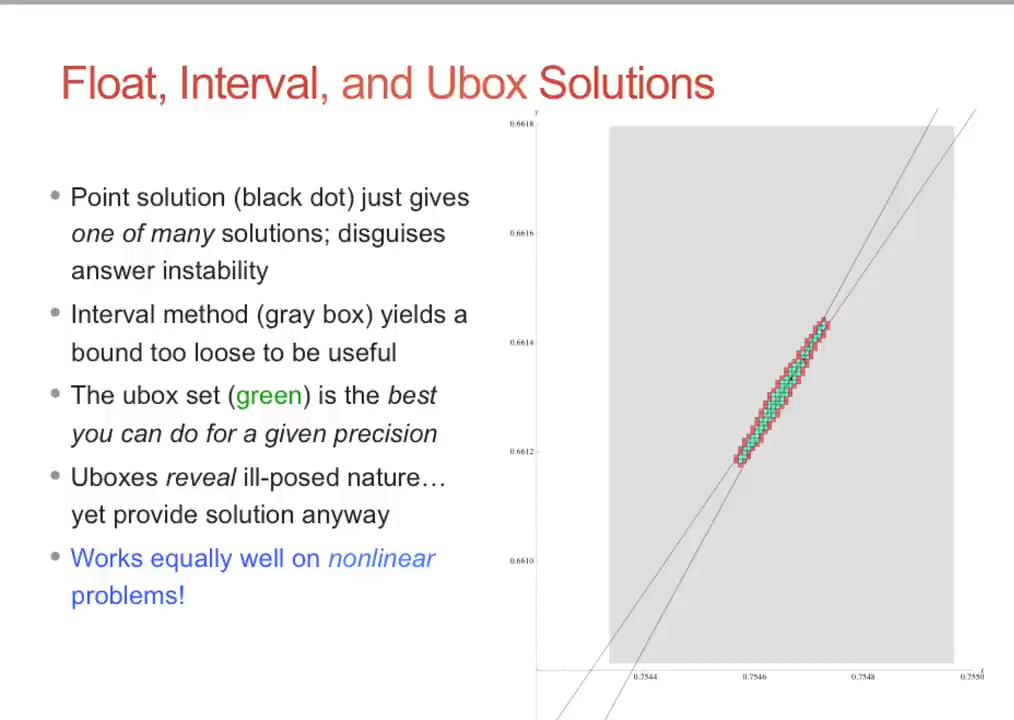 Float, Interval, and Ubox Solutions
• Point solution (black dot) just gives
one of many solutions; disguises
answer instability
• Interval method (gray box) yields a
bound too loose to be useful
• The ubox set (green) is the best
you can do for a given precision
• Uboxes reveal ill-posed nature…
yet provide solution anyway
• Works equally well on nonlinear
problems!
y
0.6618
0.6616
0.6614
0.6612
0.6610
0.7544 0.7546 0.7548 0.7550
x